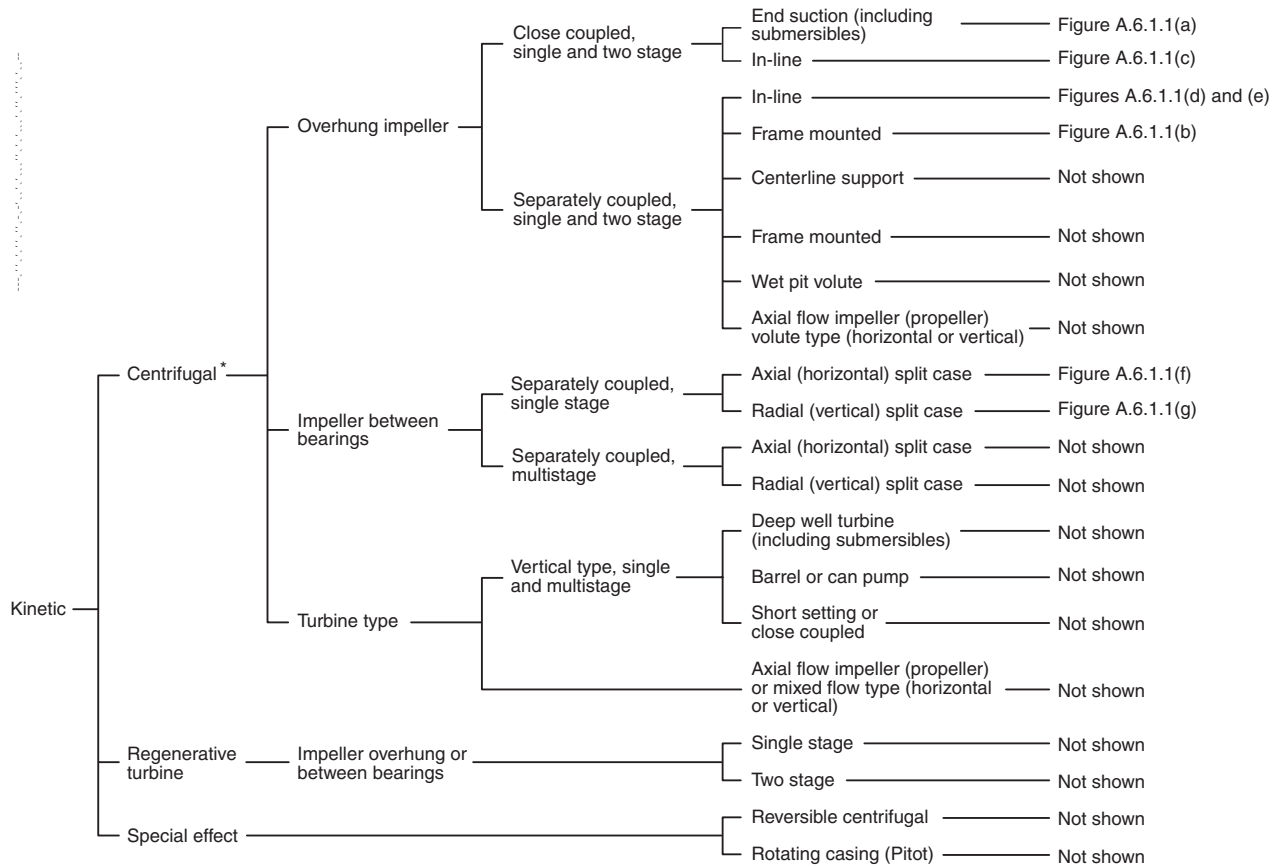 End suction (including
submersibles)
Figure A.6.1.1(a)
Close coupled,
single and two stage
In-line
Figure A.6.1.1(c)
In-line
Figures A.6.1.1(d) and (e)
Overhung impeller
Frame mounted
Figure A.6.1.1(b)
Centerline support
Not shown
Separately coupled,
single and two stage
Frame mounted
Not shown
Wet pit volute
Not shown
Axial flow impeller (propeller)
volute type (horizontal or vertical)
Not shown
Centrifugal*
Separately coupled,
single stage
Axial (horizontal) split case
Figure A.6.1.1(f)
Radial (vertical) split case
Figure A.6.1.1(g)
Impeller between
bearings
Separately coupled,
multistage
Axial (horizontal) split case
Not shown
Radial (vertical) split case
Not shown
Deep well turbine
(including submersibles)
Not shown
Vertical type, single
and multistage
Barrel or can pump
Not shown
Kinetic
Turbine type
Short setting or
close coupled
Not shown
Axial flow impeller (propeller)
or mixed flow type (horizontal
or vertical)
Not shown
Regenerative
turbine
Impeller overhung or
between bearings
Single stage
Not shown
Two stage
Not shown
Special effect
Reversible centrifugal
Not shown
Rotating casing (Pitot)
Not shown